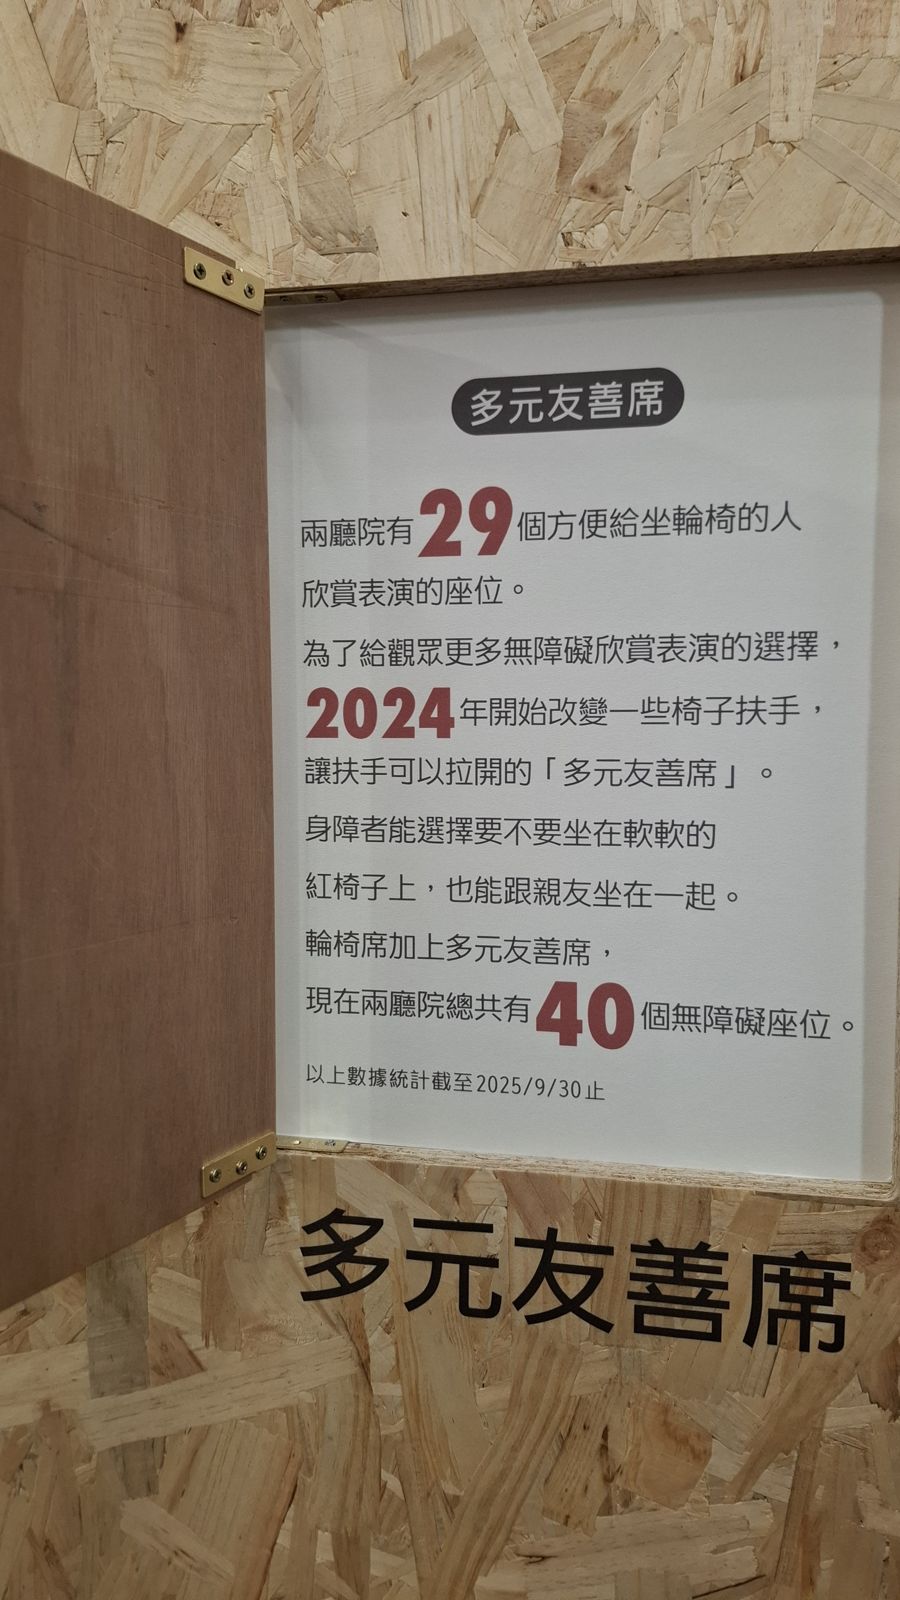 多元友善席
兩廳院有29個方便給坐輪椅的人
欣賞表演的座位。
為了給觀眾更多無障礙欣賞表演的選擇，
2024年開始改變一些椅子扶手，
讓扶手可以拉開的「多元友善席」。
身障者能選擇要不要坐在軟軟的
紅椅子上，也能跟親友坐在一起。
輪椅席加上多元友善席，
現在兩廳院總共有40個無障礙座位。
以上數據統計截至2025/9/30止
多元友善席